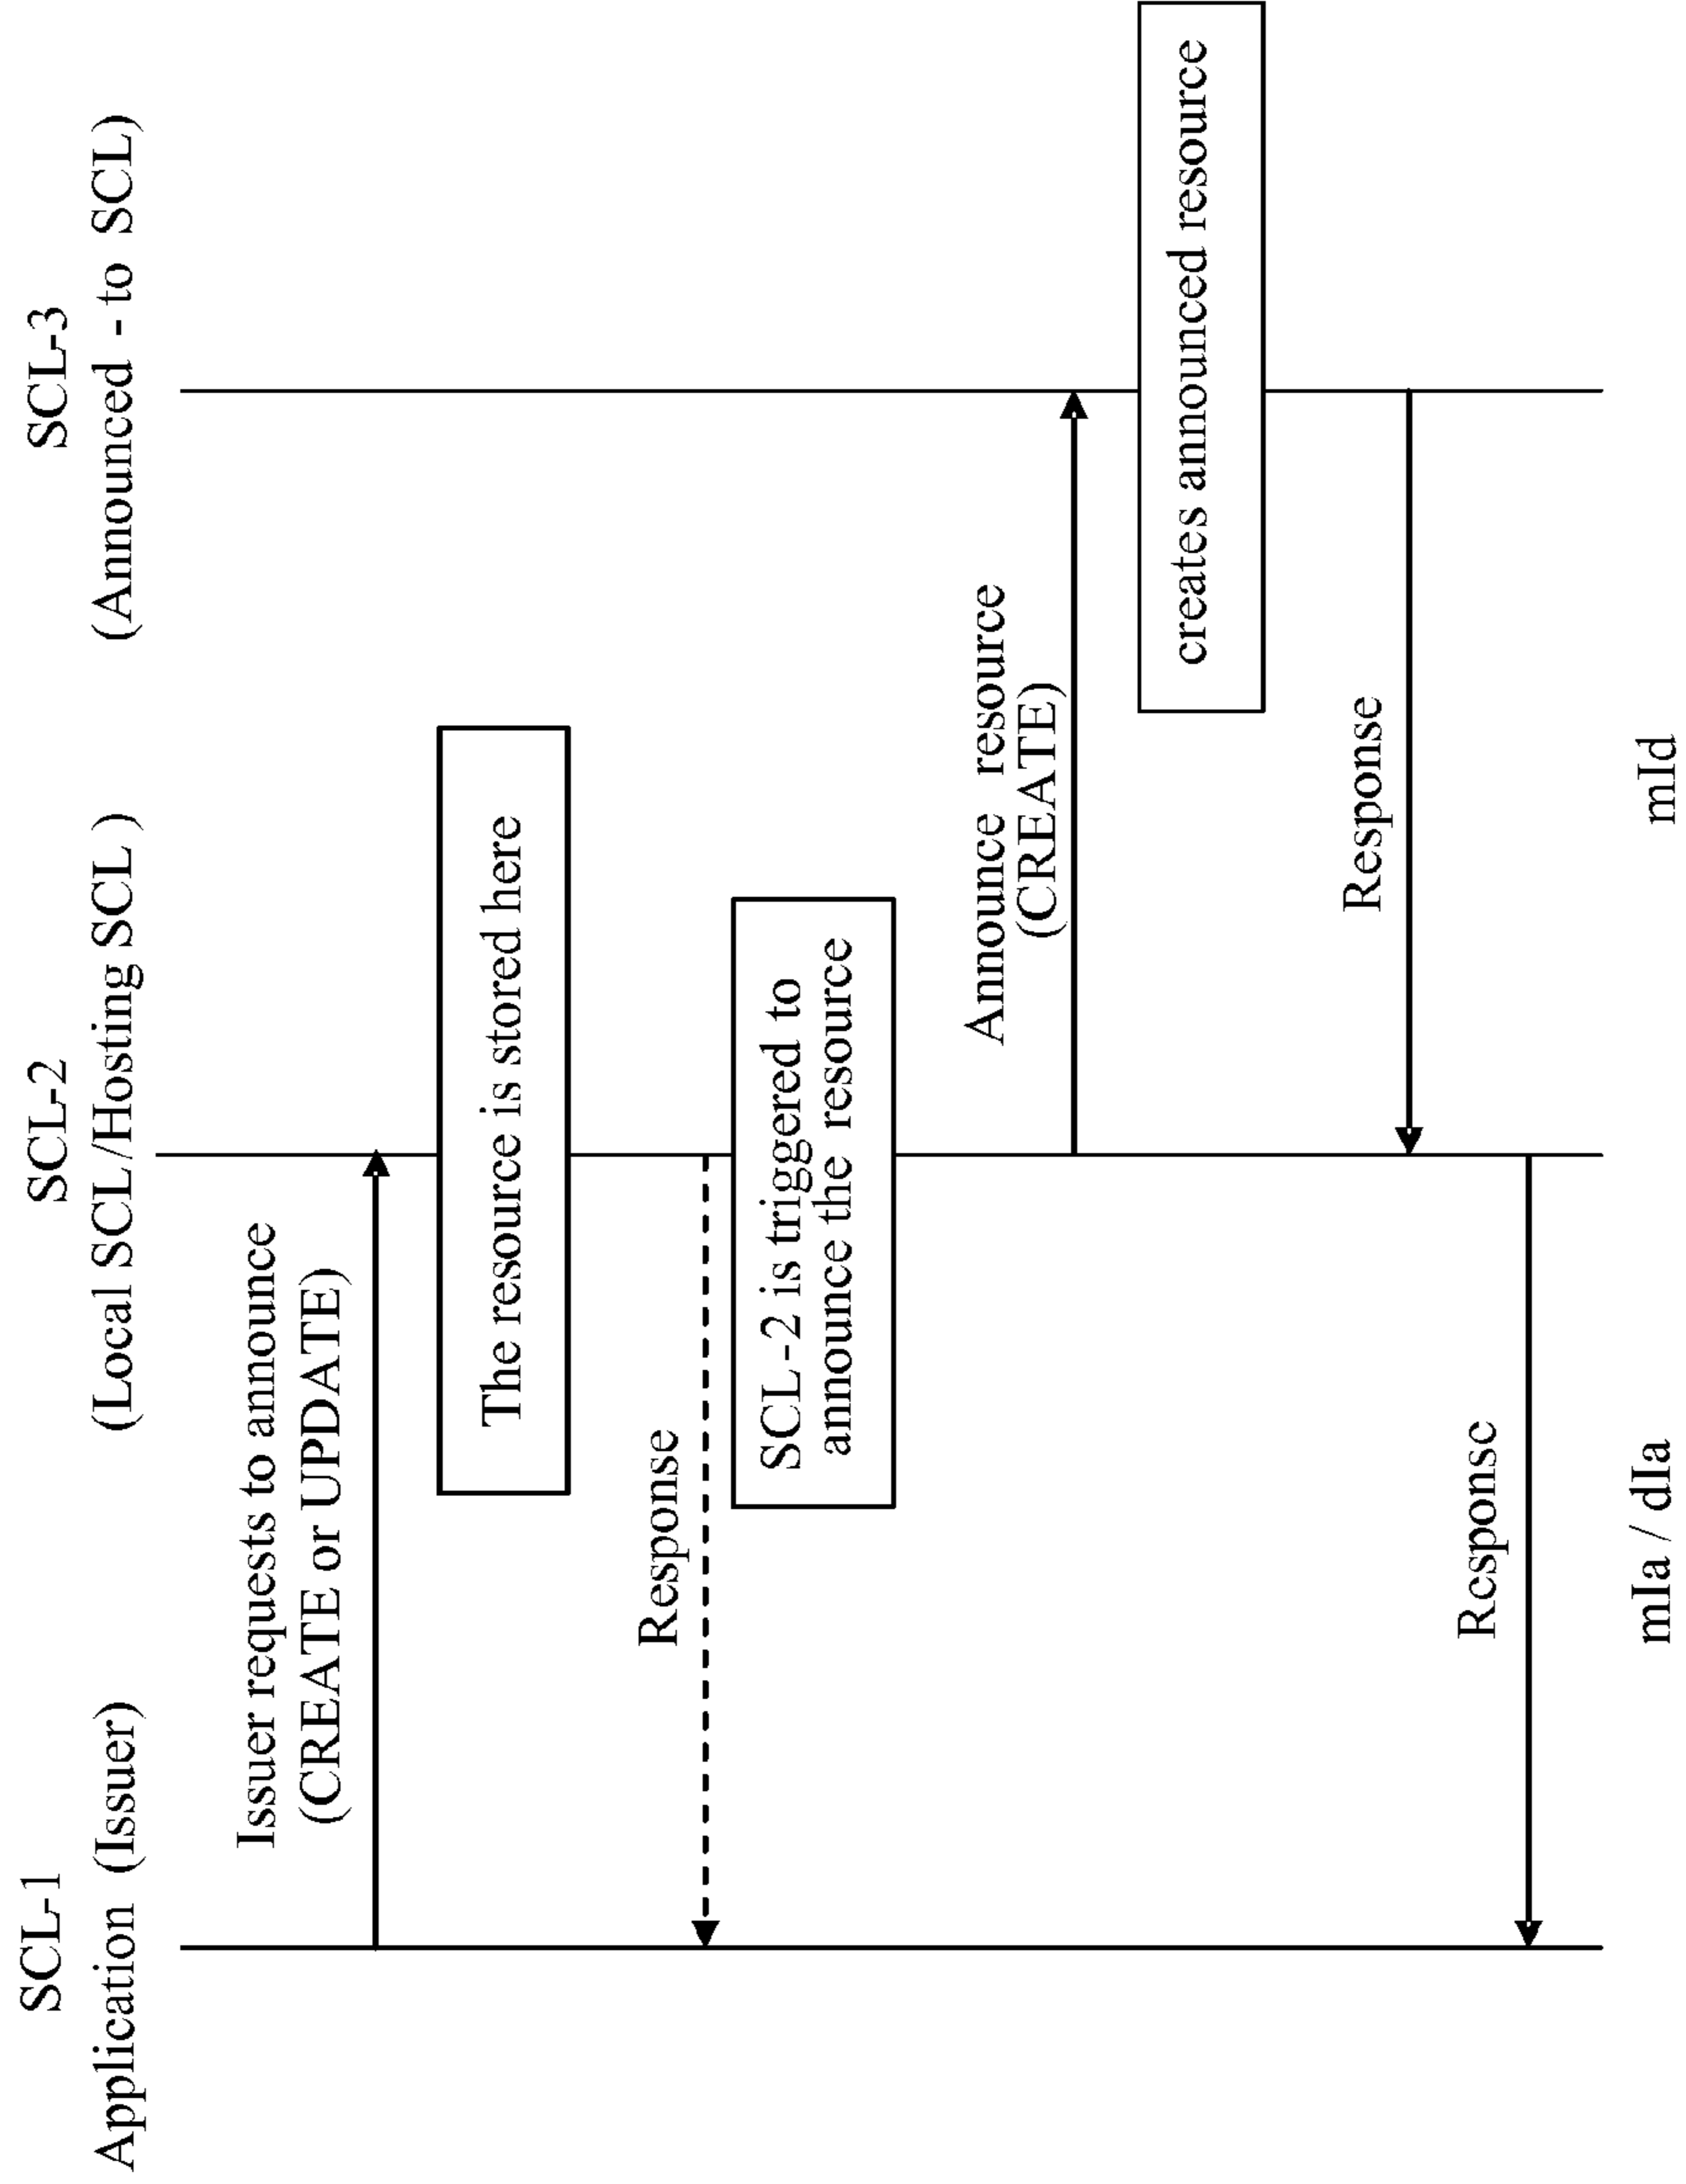 SCL-1
Application (Issuer)
SCL-2
(Local SCL/Hosting SCL)
SCL-3
(Announced - to SCL)
Issuer requests to announce
(CREATE or UPDATE)
The resource is stored here
Response
SCL-2 is triggered to
announce the resource
Announce resource
(CREATE)
creates announced resource
Response
Response
mIa / dIa
mId